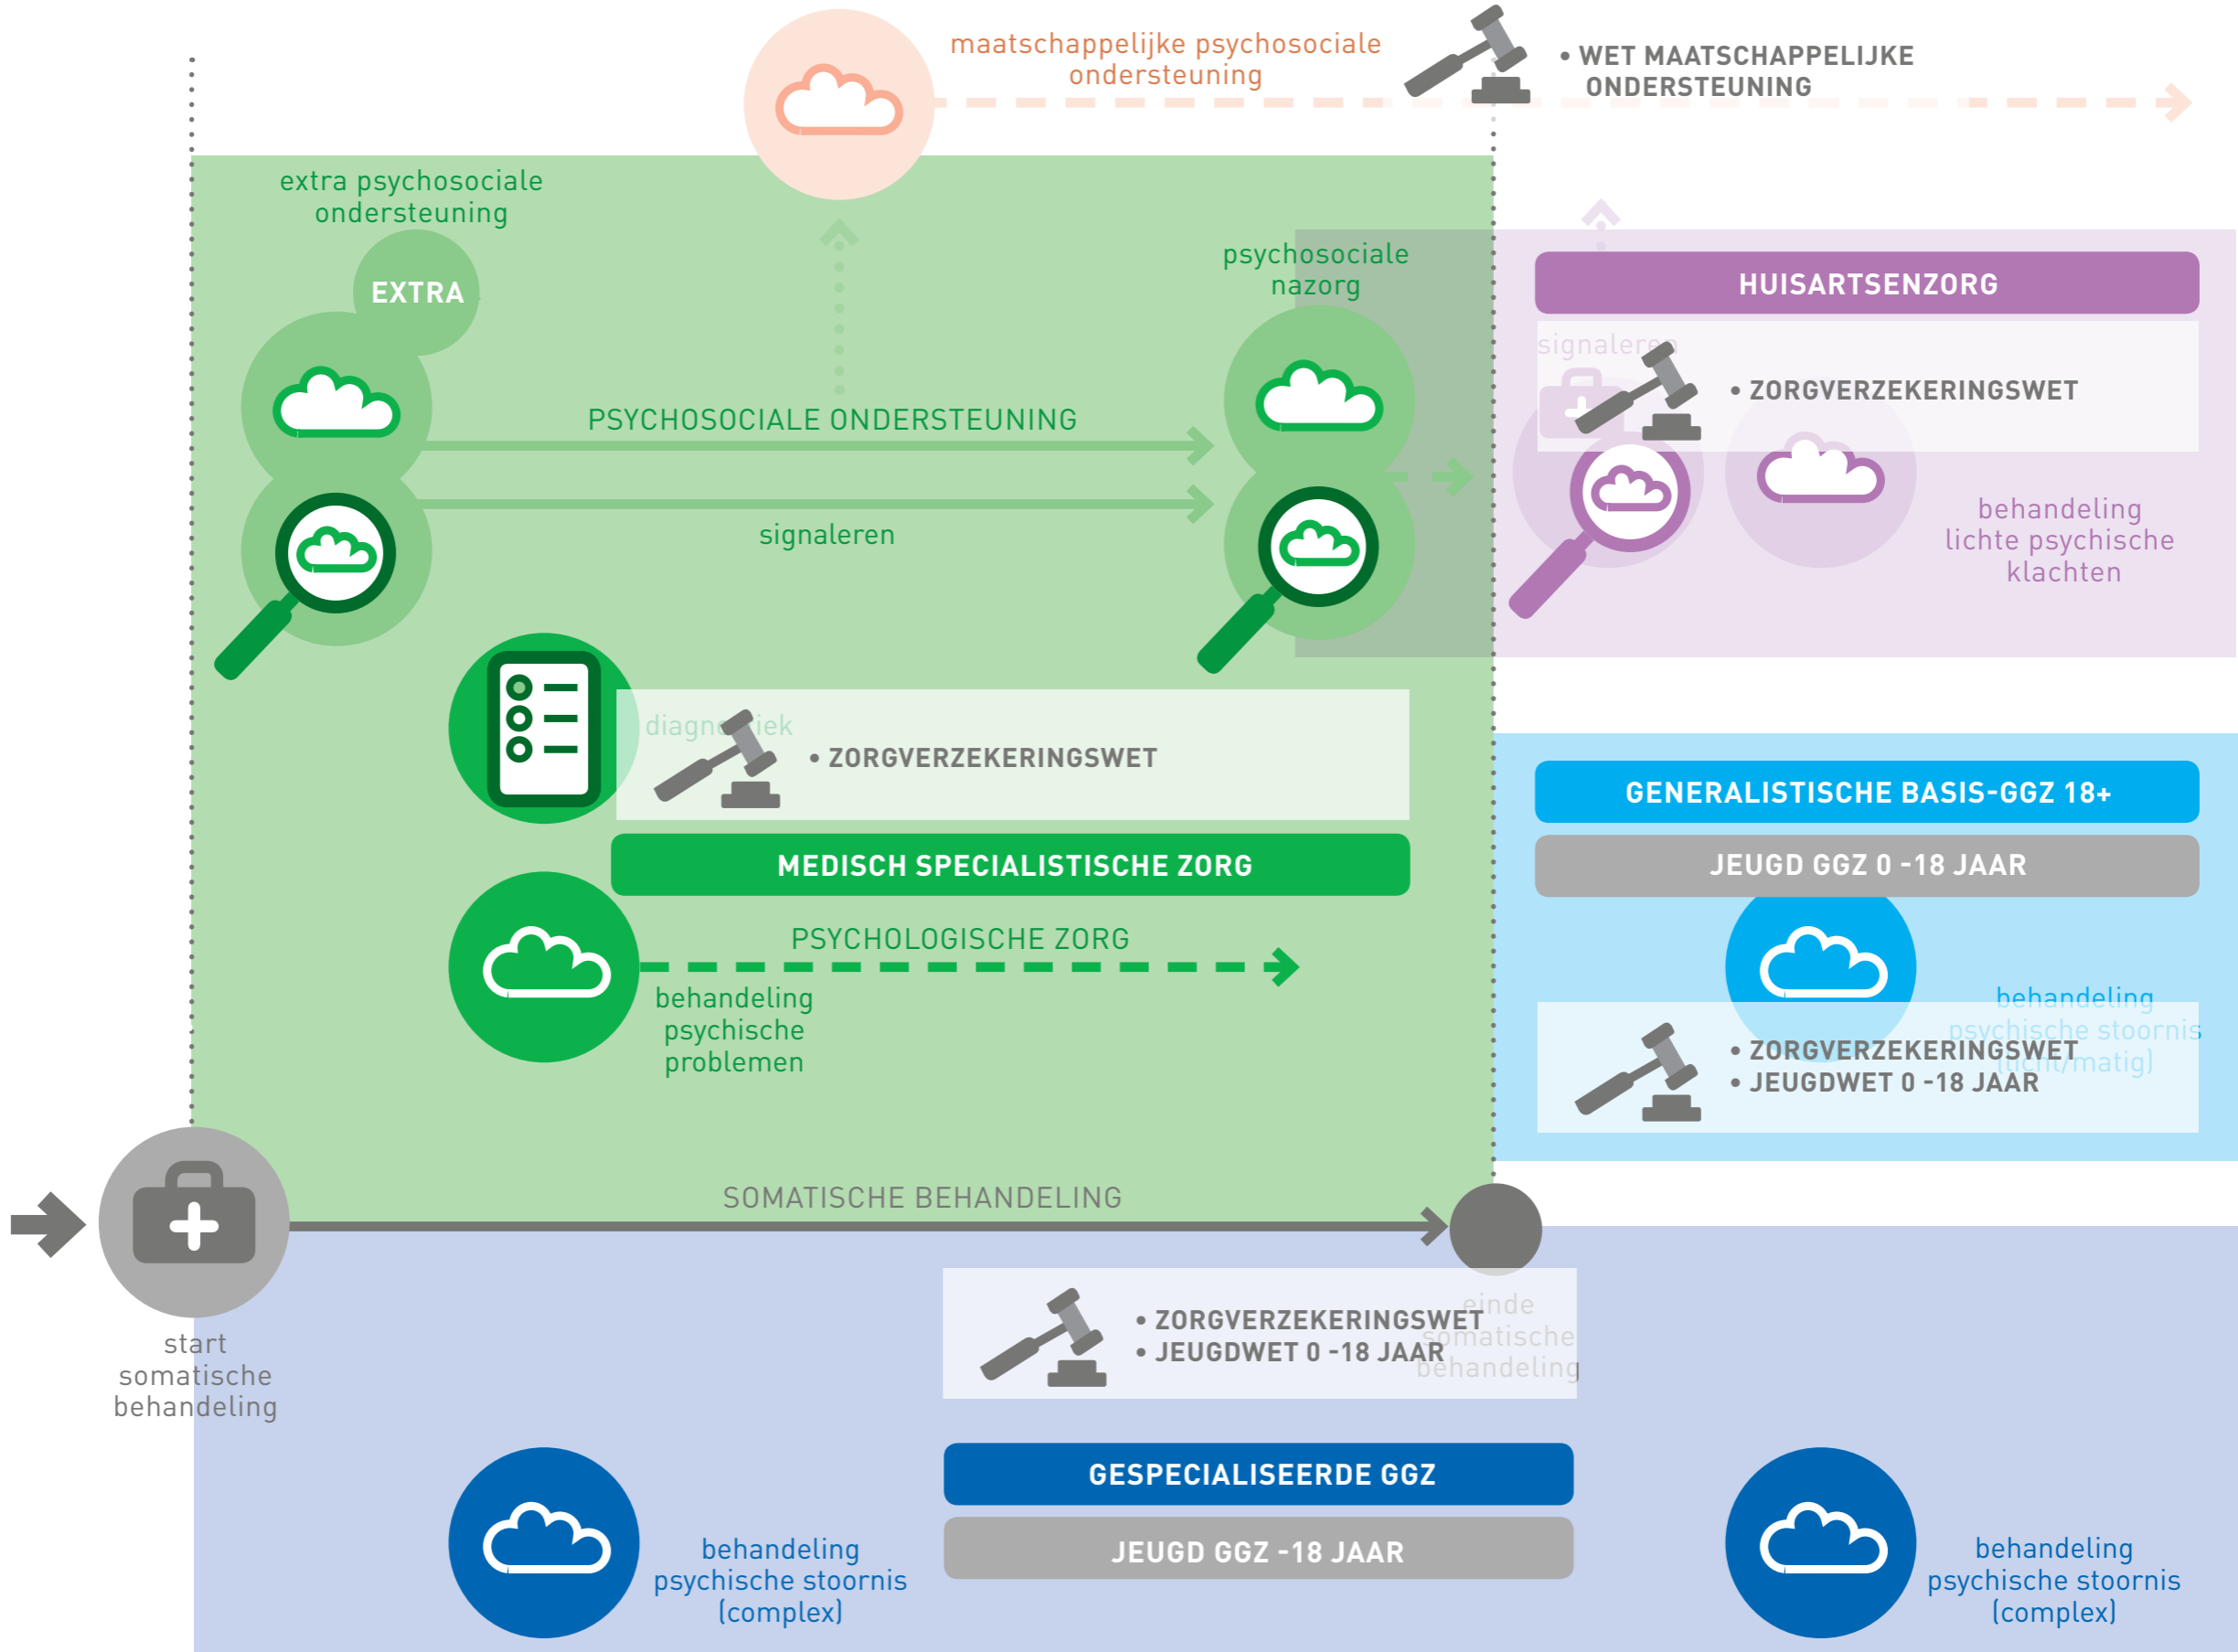 maatschappelijke psychosociale
ondersteuning
• WET MAATSCHAPPELIJKE
ONDERSTEUNING
extra psychosociale
ondersteuning
EXTRA
psychosociale
nazorg
HUISARTSENZORG
signaleren
• ZORGVERZEKERINGSWET
PSYCHOSOCIALE ONDERSTEUNING
signaleren
behandeling
lichte psychische
klachten
• ZORGVERZEKERINGSWET
MEDISCH SPECIALISTISCHE ZORG
PSYCHOLOGISCHE ZORG
behandeling
psychische
problemen
GENERALISTISCHE BASIS-GGZ 18+
JEUGD GGZ 0 -18 JAAR
behandeling
psychische stoornis
(licht/matig)
• ZORGVERZEKERINGSWET
• JEUGDWET 0 -18 JAAR
SOMATISCHE BEHANDELING
start
somatische
behandeling
einde
somatische
behandeling
• ZORGVERZEKERINGSWET
• JEUGDWET 0 -18 JAAR
GESPECIALISEERDE GGZ
JEUGD GGZ -18 JAAR
behandeling
psychische stoornis
(complex)
behandeling
psychische stoornis
(complex)